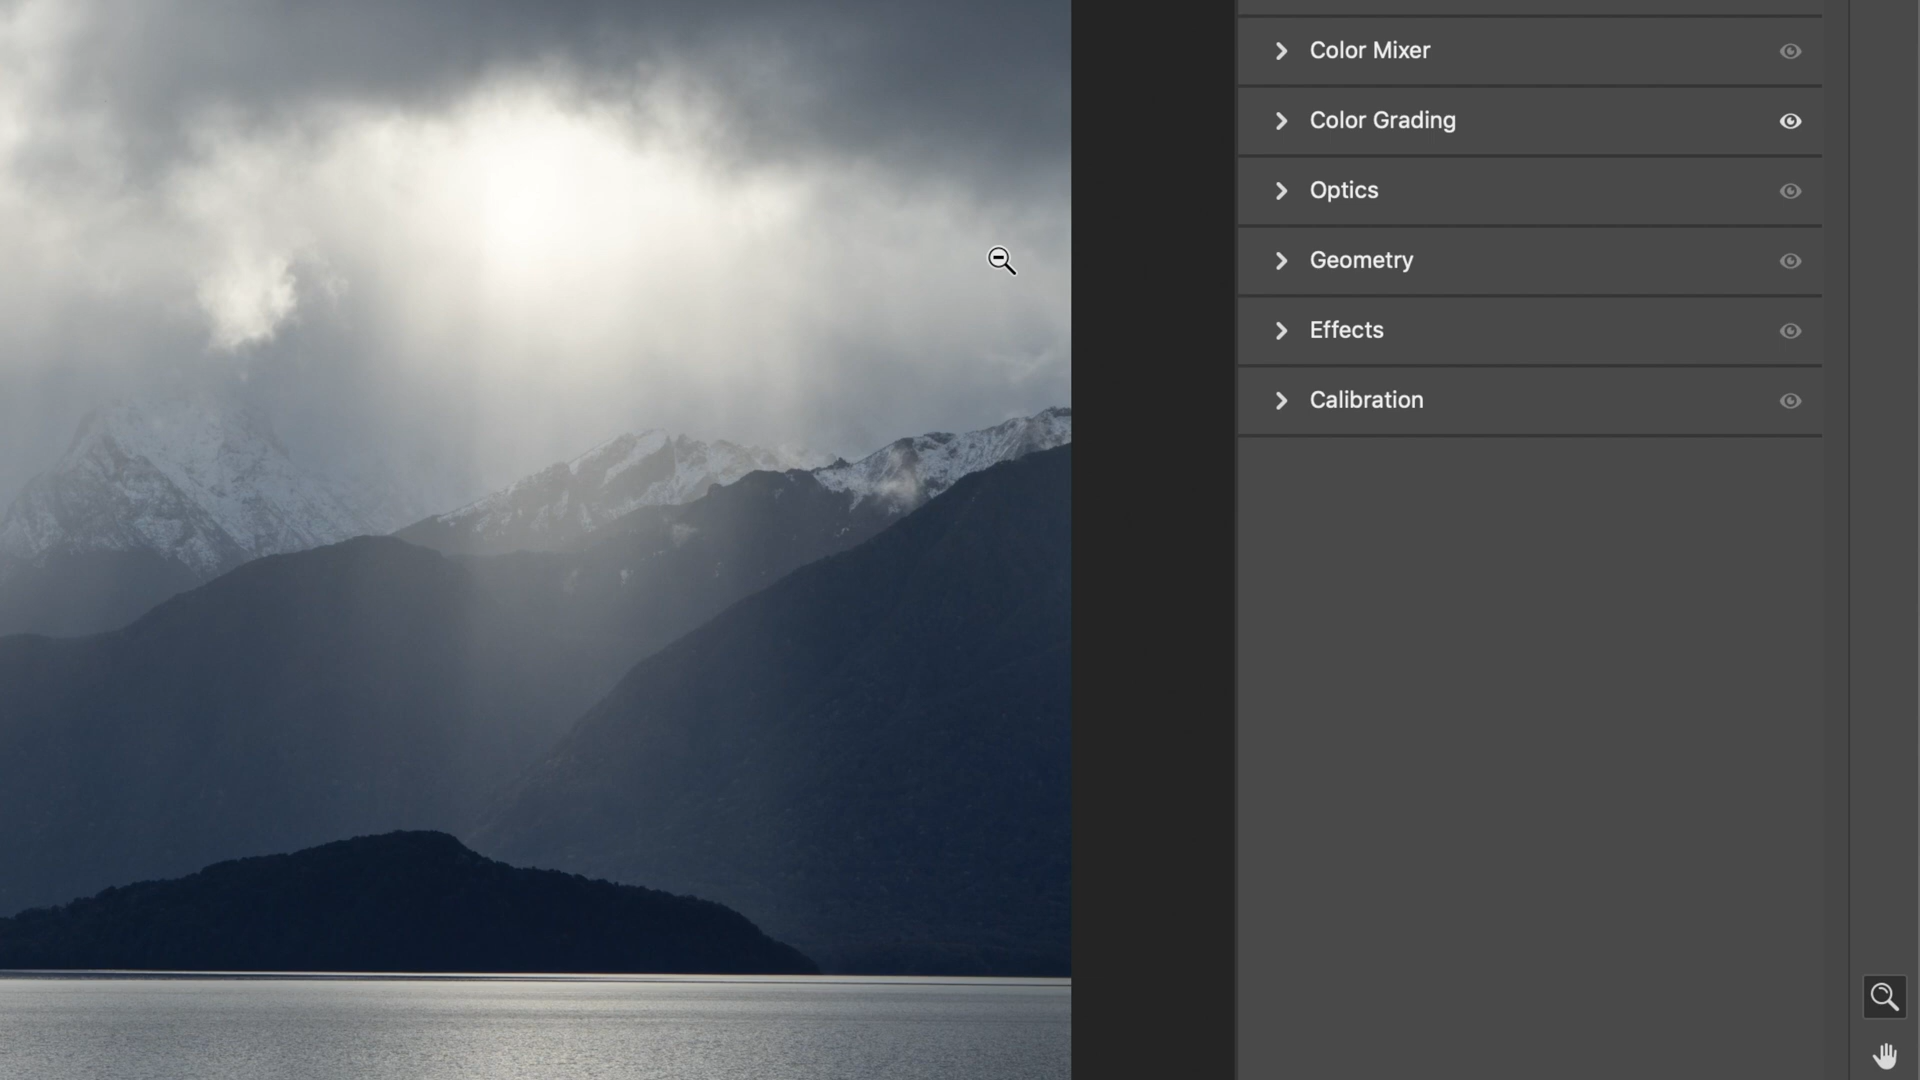 Color Mixer
Color Grading
Optics
Geometry
Effects
Calibration